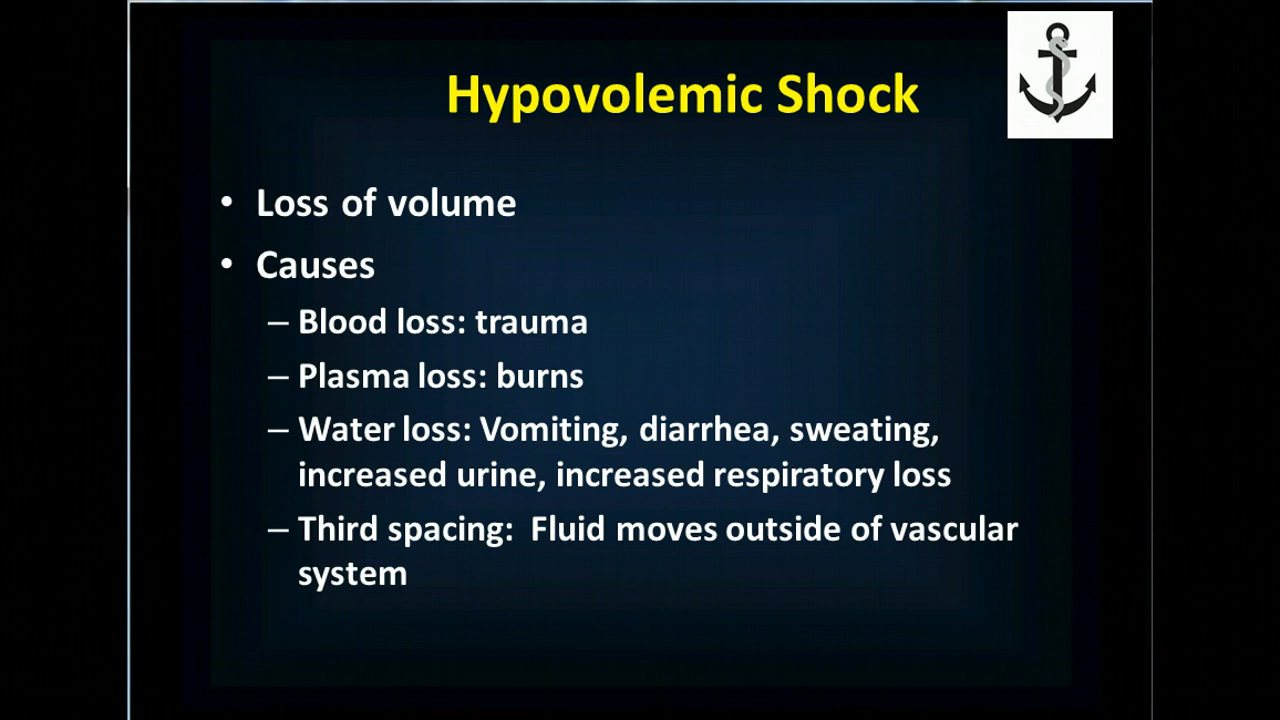 Hypovolemic Shock
• Loss of volume
• Causes
– Blood loss: trauma
– Plasma loss: burns
– Water loss: Vomiting, diarrhea, sweating,
increased urine, increased respiratory loss
– Third spacing:  Fluid moves outside of vascular
system